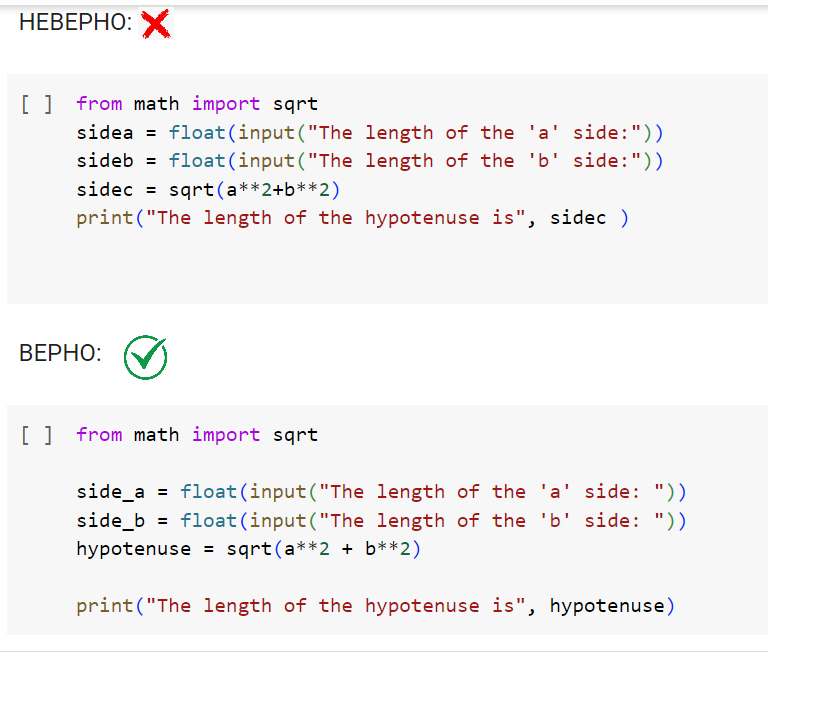 НЕВЕРНО:
[ ] from math import sqrt
sidea = float(input("The length of the 'a' side:"))
sideb = float(input("The length of the 'b' side:"))
sidec = sqrt(a**2+b**2)
print("The length of the hypotenuse is", sidec )
ВЕРНО:
[ ] from math import sqrt
side_a = float(input("The length of the 'a' side: "))
side_b = float(input("The length of the 'b' side: "))
hypotenuse = sqrt(a**2 + b**2)
print("The length of the hypotenuse is", hypotenuse)